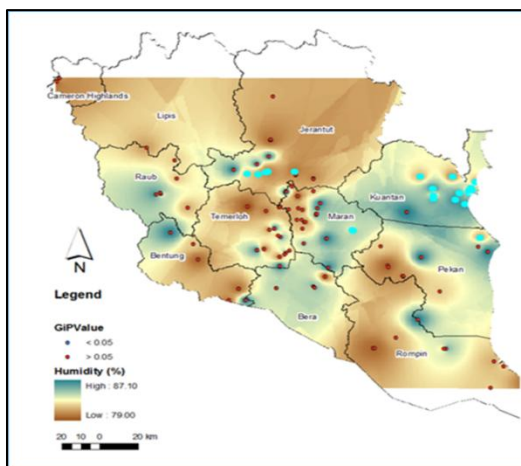 Cameron Highlands
Lipis
Jerantut
Raub
Kuantan
Temerloh
Maran
Bentung
Pekan
Bera
Rompin
N
Legend
GiPValue
< 0.05
> 0.05
Humidity (%)
High : 87.10
Low : 79.00
20 10 0 20 km